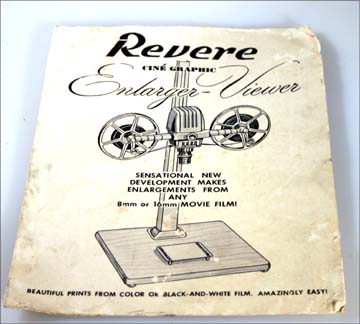 Revere
CINÉ GRAPHIC
Enlarger-Viewer
SENSATIONAL NEW
DEVELOPMENT MAKES
ENLARGEMENTS FROM
ANY
8mm or 16mm MOVIE FILM!
BEAUTIFUL PRINTS FROM COLOR OR BLACK-AND-WHITE FILM. AMAZINGLY EASY!